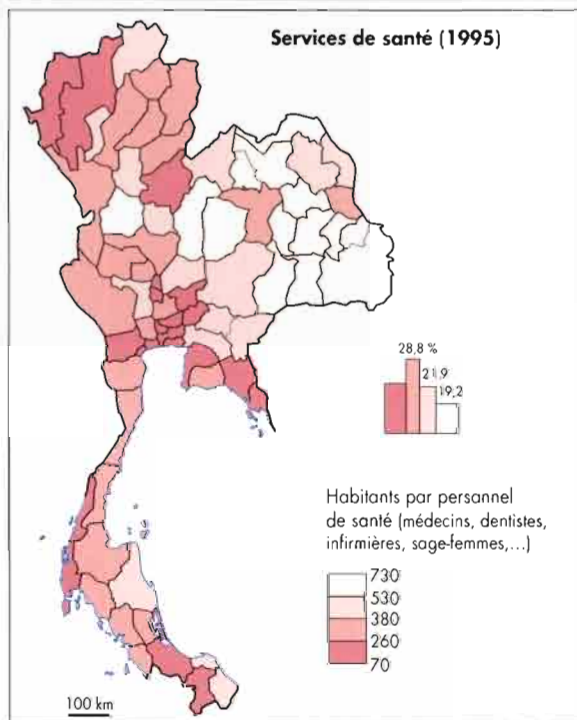 Services de santé (1995)
28,8 %
21,9
19,2
Habitants par personnel
de santé (médecins, dentistes,
infirmières, sage-femmes,...)
730
530
380
260
70
100 km